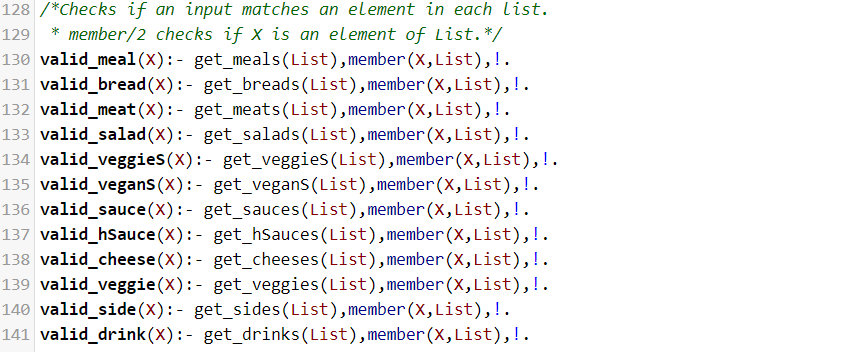 128 /*Checks if an input matches an element in each list.
129  * member/2 checks if X is an element of List.*/
130 valid_meal(X):- get_meals(List),member(X,List),!.
131 valid_bread(X):- get_breads(List),member(X,List),!.
132 valid_meat(X):- get_meats(List),member(X,List),!.
133 valid_salad(X):- get_salads(List),member(X,List),!.
134 valid_veggieS(X):- get_veggieS(List),member(X,List),!.
135 valid_veganS(X):- get_veganS(List),member(X,List),!.
136 valid_sauce(X):- get_sauces(List),member(X,List),!.
137 valid_hSauce(X):- get_hSauces(List),member(X,List),!.
138 valid_cheese(X):- get_cheeses(List),member(X,List),!.
139 valid_veggie(X):- get_veggies(List),member(X,List),!.
140 valid_side(X):- get_sides(List),member(X,List),!.
141 valid_drink(X):- get_drinks(List),member(X,List),!.